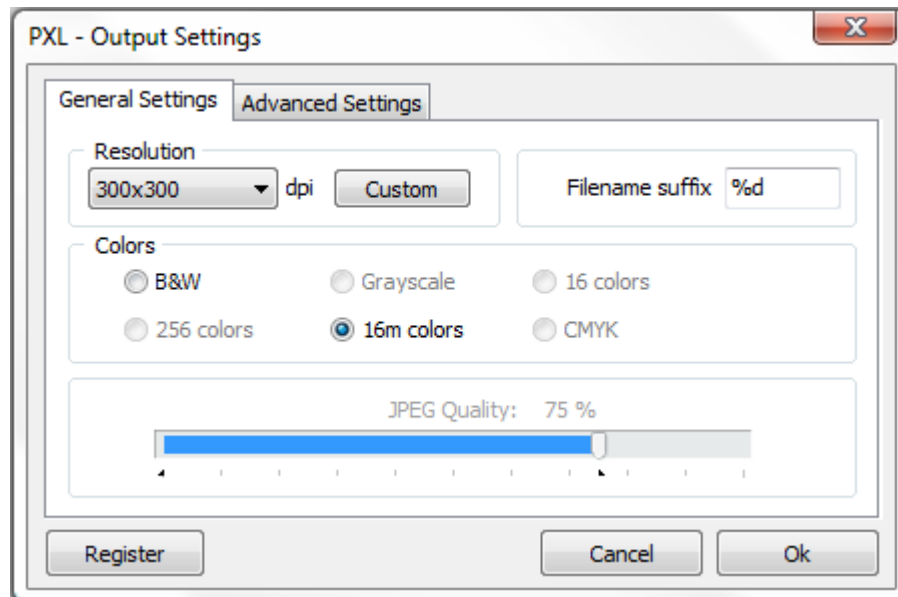 PXL - Output Settings
General Settings Advanced Settings
Resolution
300x300 dpi Custom Filename suffix %d
Colors
B&W Grayscale 16 colors
256 colors 16m colors CMYK
JPEG Quality: 75 %
Register Cancel Ok